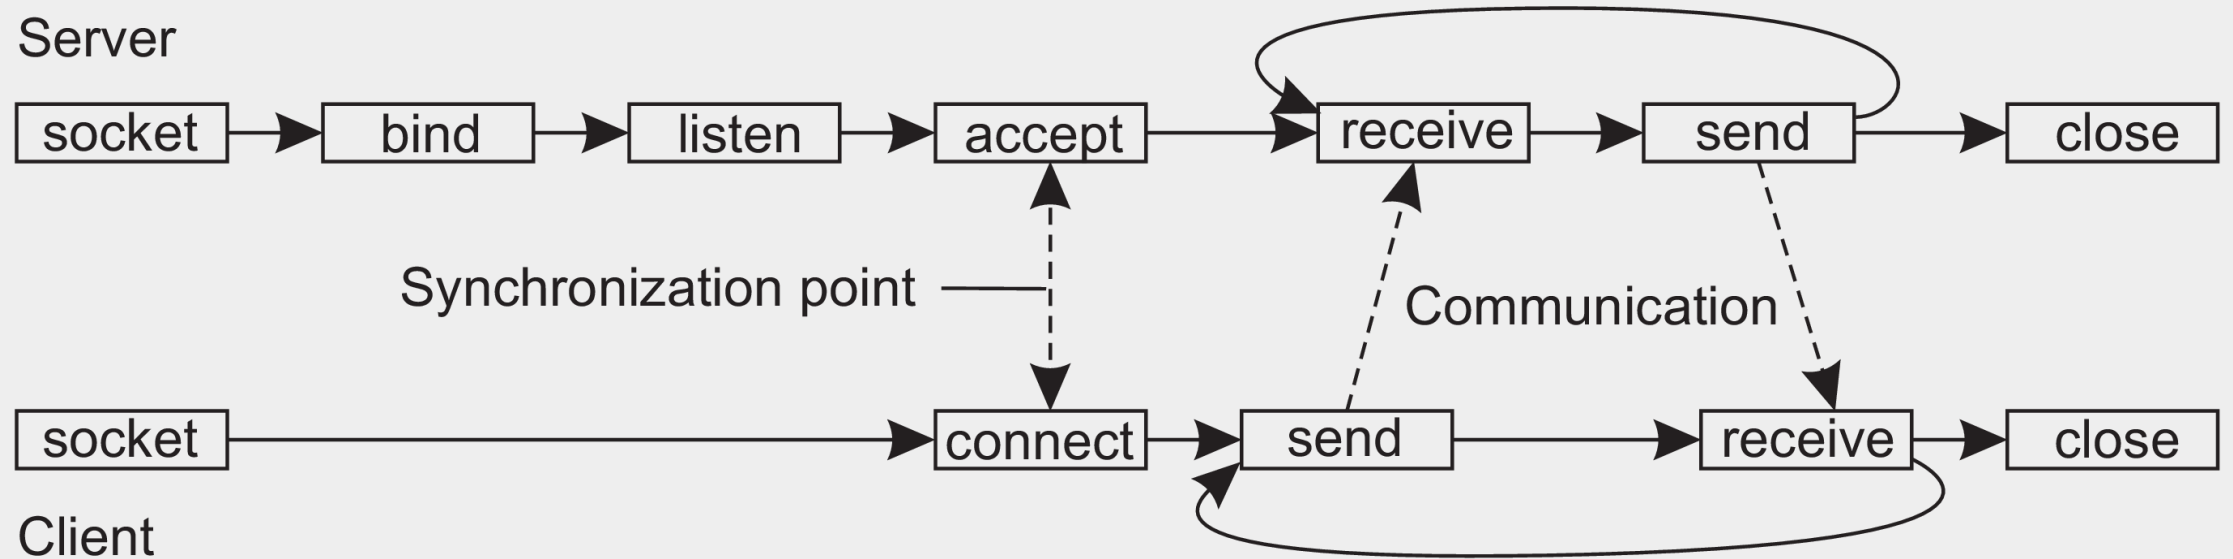 Server
socket bind listen accept receive send close
Synchronization point
Communication
socket connect send receive close
Client